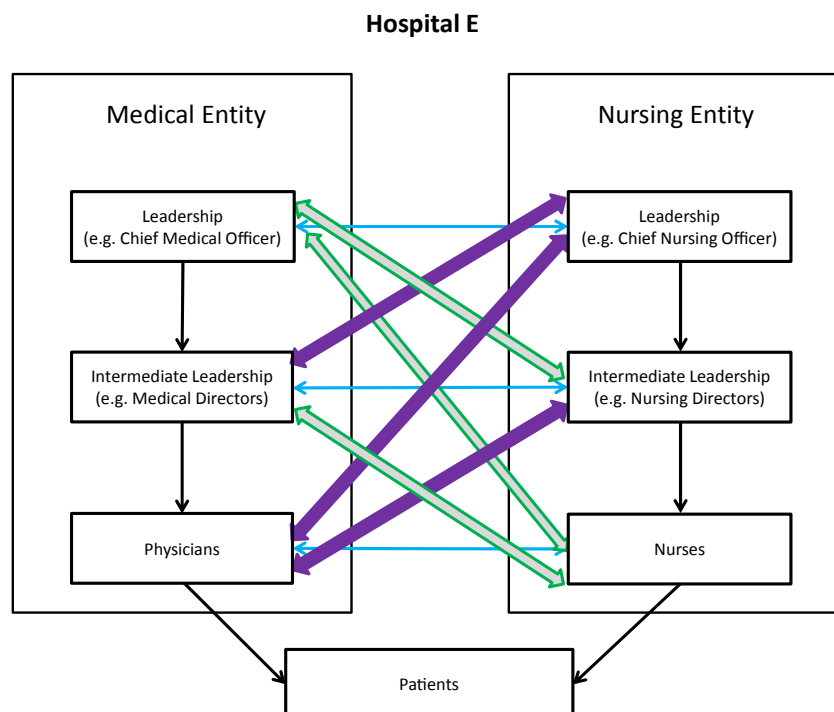 Hospital E
Medical Entity
Nursing Entity
Leadership
(e.g. Chief Medical Officer)
Leadership
(e.g. Chief Nursing Officer)
Intermediate Leadership
(e.g. Medical Directors)
Intermediate Leadership
(e.g. Nursing Directors)
Physicians
Nurses
Patients